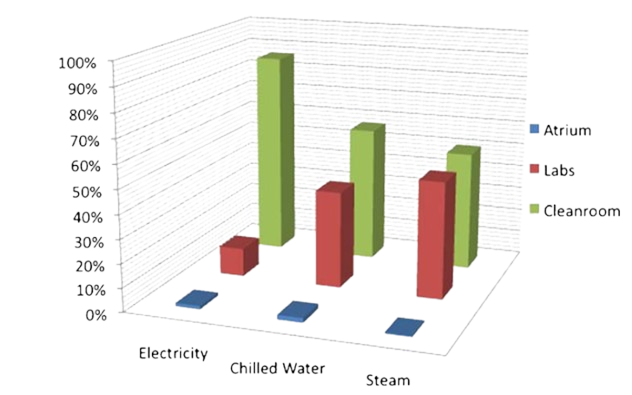 100%
90%
80%
70%
60%
50%
40%
30%
20%
10%
0%
Electricity
Chilled Water
Steam
Atrium
Labs
Cleanroom